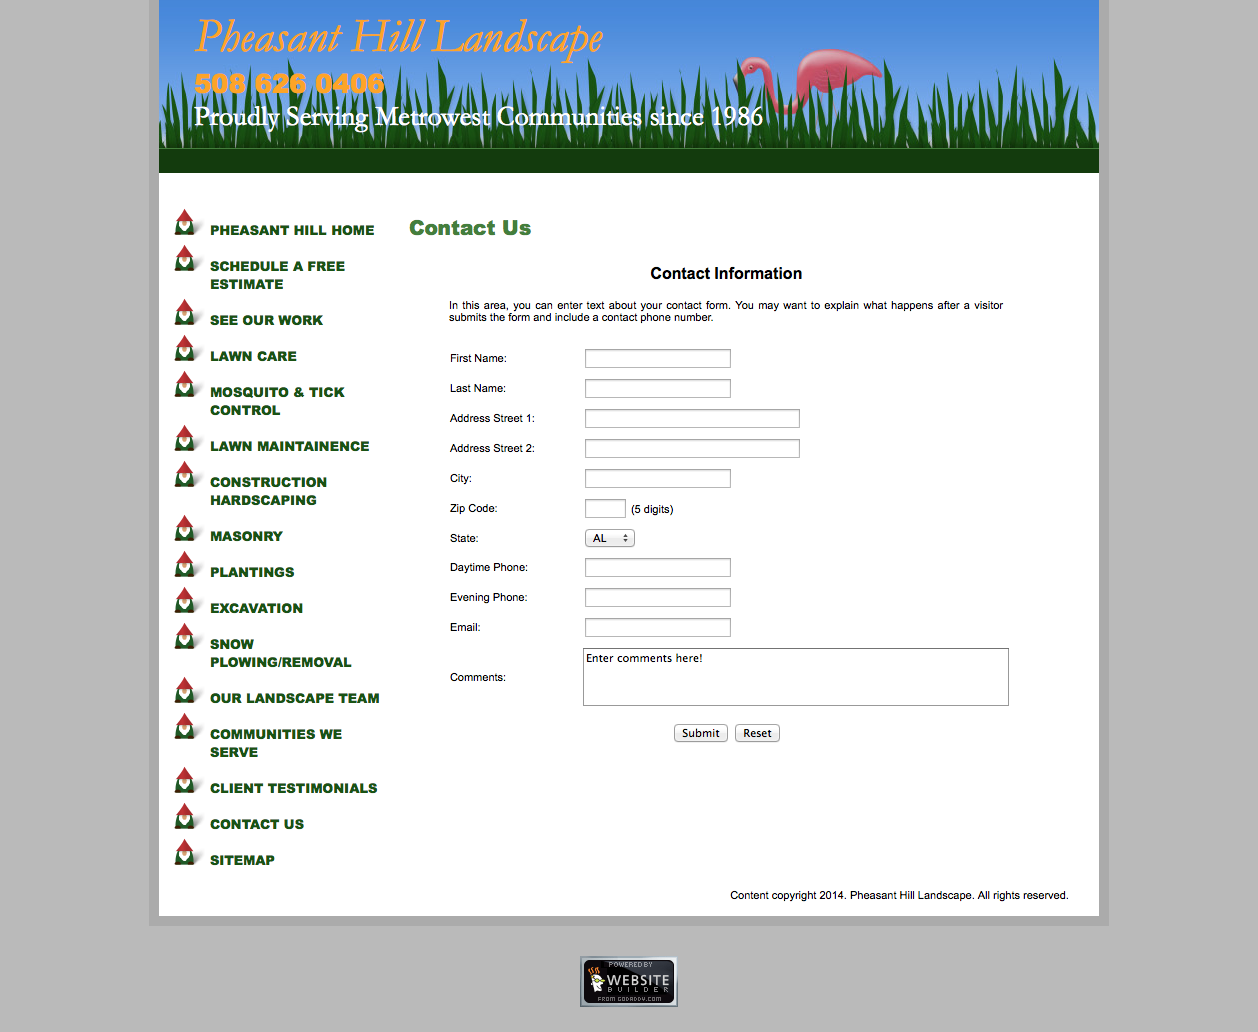 Pheasant Hill Landscape
508 626 0406
Proudly Serving Metrowest Communities since 1986
PHEASANT HILL HOME
SCHEDULE A FREE
ESTIMATE
SEE OUR WORK
LAWN CARE
MOSQUITO & TICK
CONTROL
LAWN MAINTAINENCE
CONSTRUCTION
HARDSCAPING
MASONRY
PLANTINGS
EXCAVATION
SNOW
PLOWING/REMOVAL
OUR LANDSCAPE TEAM
COMMUNITIES WE
SERVE
CLIENT TESTIMONIALS
CONTACT US
SITEMAP
Contact Us
Contact Information
In this area, you can enter text about your contact form. You may want to explain what happens after a visitor
submits the form and include a contact phone number.
First Name:
Last Name:
Address Street 1:
Address Street 2:
City:
Zip Code: (5 digits)
State: AL
Daytime Phone:
Evening Phone:
Email:
Comments: Enter comments here!
Submit Reset
Content copyright 2014. Pheasant Hill Landscape. All rights reserved.
POWERED BY
WEBSITE
BUILDER
FROM GODADDY.COM